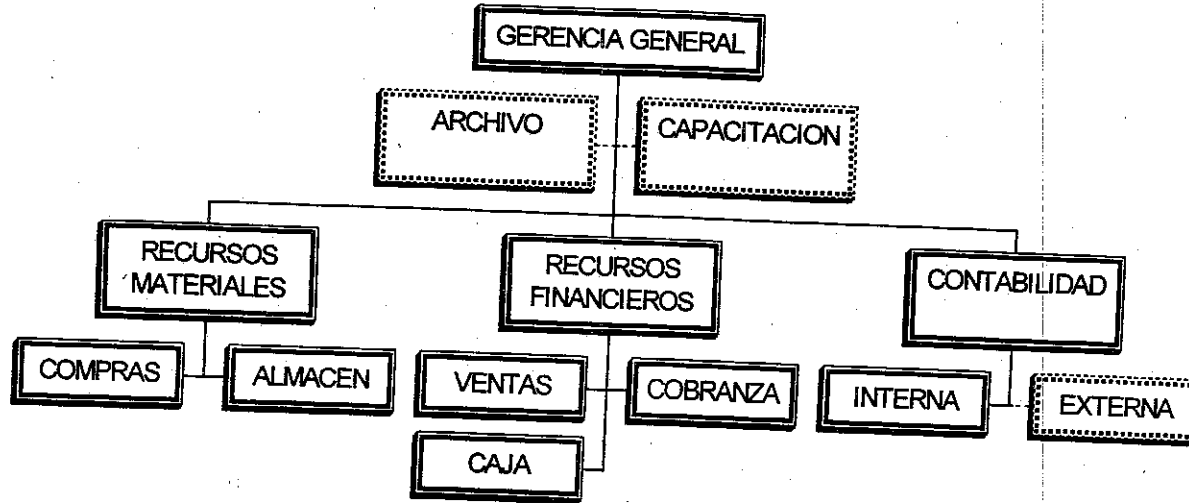 GERENCIA GENERAL
ARCHIVO
CAPACITACION
RECURSOS
MATERIALES
RECURSOS
FINANCIEROS
CONTABILIDAD
COMPRAS
ALMACEN
VENTAS
COBRANZA
INTERNA
EXTERNA
CAJA